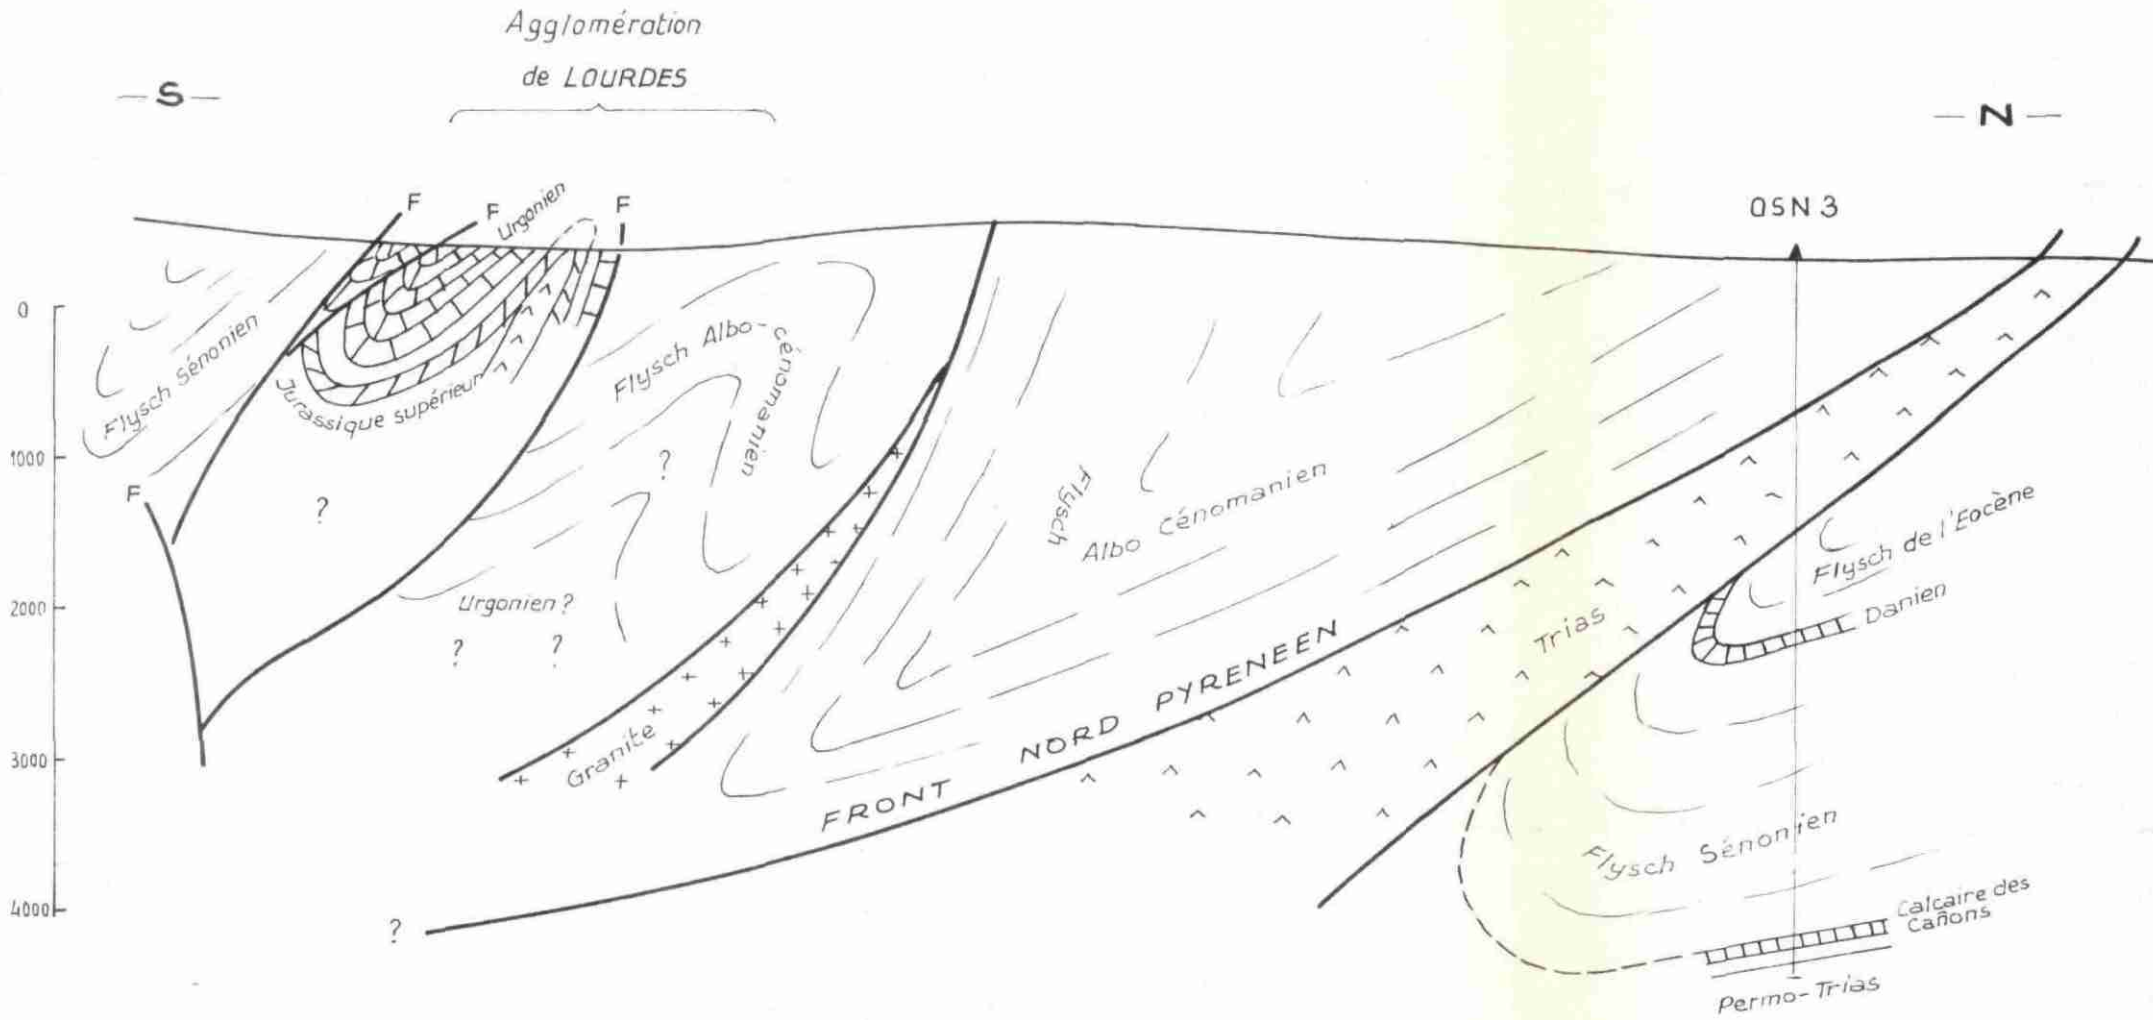 Agglomération
de LOURDES
S
N
OSN 3
F
F
Urgonien
F
0
1000
2000
3000
4000
Flysch Sénonien
Jurassique supérieur
Flysch Albo-
cénomanien
?
F
?
Urgonien ?
?
?
Granite
Flysch
Albo Cénomanien
FRONT NORD PYRENEEN
?
Trias
Flysch de l'Eocène
Danien
Flysch Sénonien
Calcaire des
Cañons
Permo-Trias